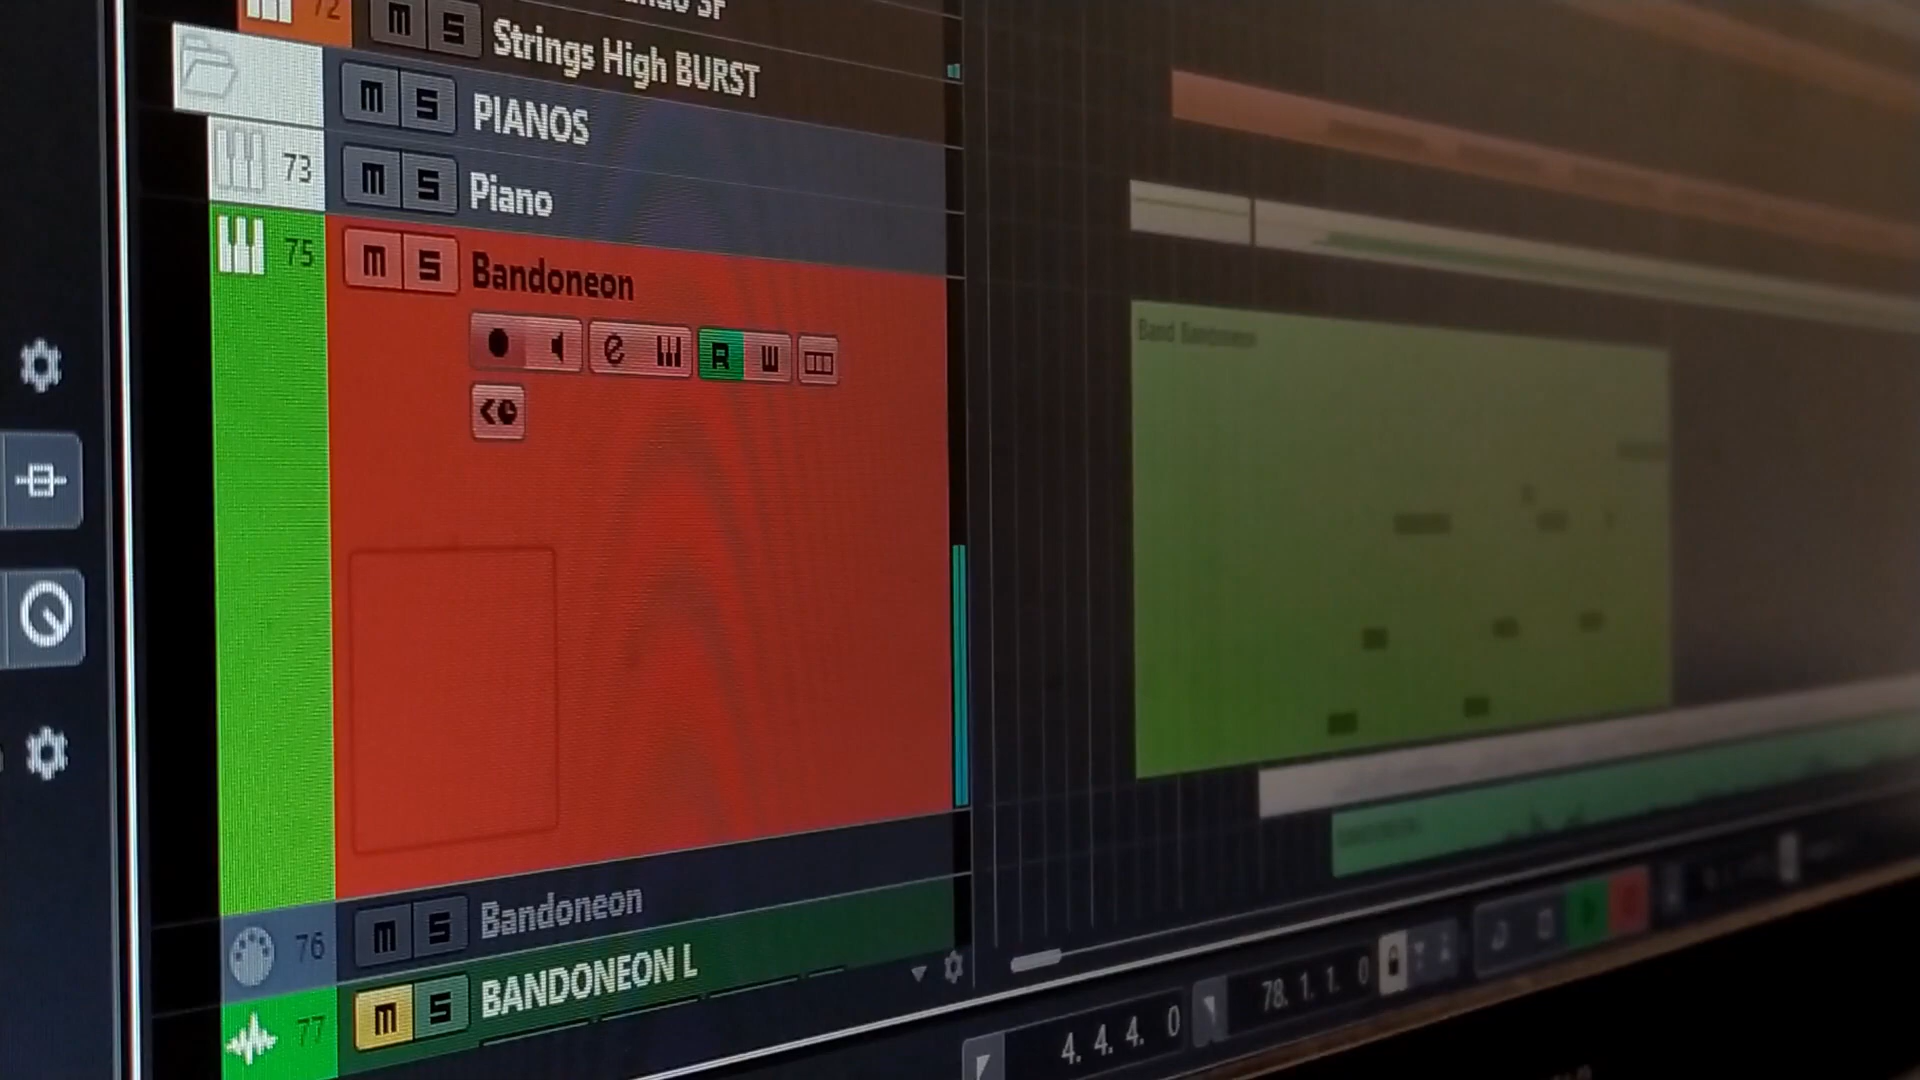 72 M S Strings High BURST
M S PIANOS
73 M S Piano
75 M S Bandoneon
R W
76 M S Bandoneon
77 M S BANDONEON L
4. 4. 4. 0 78. 1. 1. 0